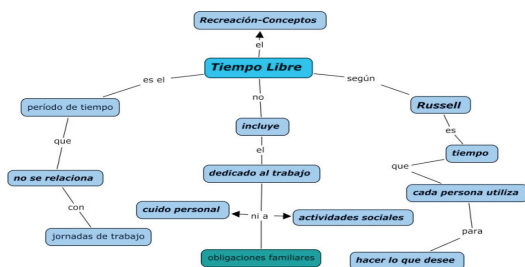 Recreación-Conceptos
el
Tiempo Libre
es el
no
según
período de tiempo
incluye
Russell
que
el
es
no se relaciona
dedicado al trabajo
tiempo
que
con
cuido personal
ni a
actividades sociales
cada persona utiliza
jornadas de trabajo
para
obligaciones familiares
hacer lo que desee